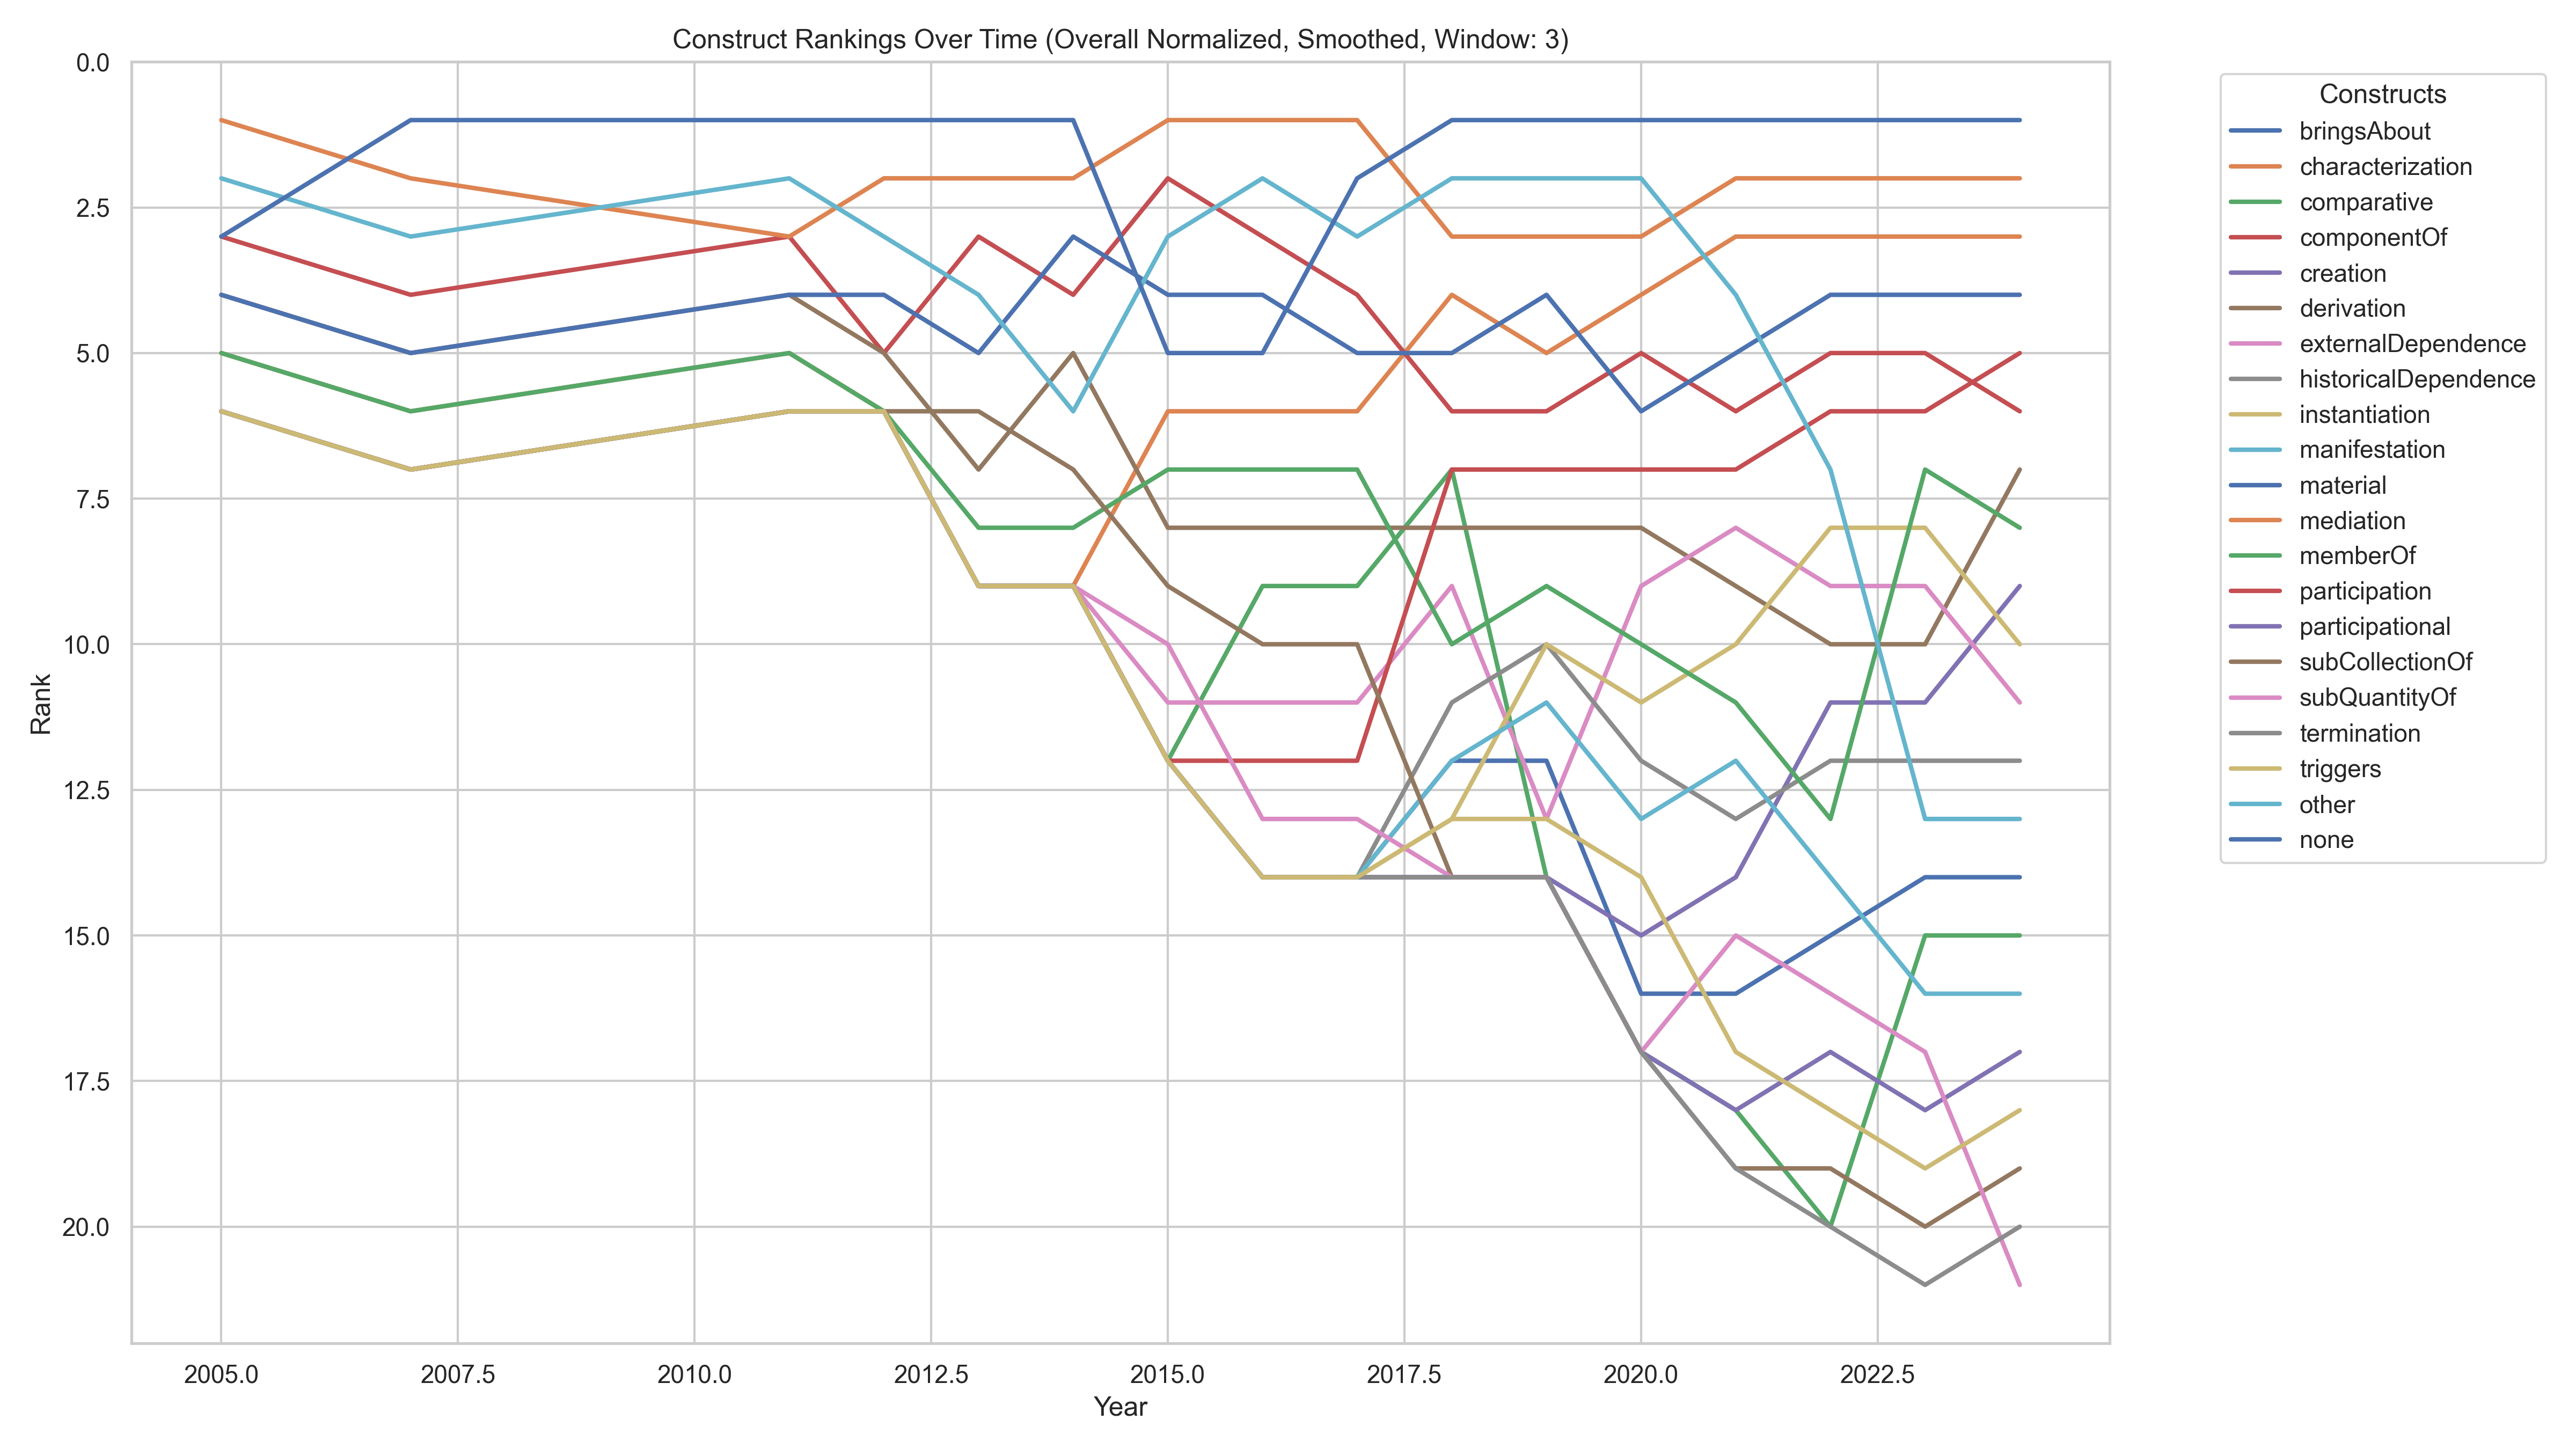 Construct Rankings Over Time (Overall Normalized, Smoothed, Window: 3)
0.0
2.5
5.0
7.5
10.0
12.5
15.0
17.5
20.0
Rank
2005.0 2007.5 2010.0 2012.5 2015.0 2017.5 2020.0 2022.5
Year
Constructs
bringsAbout
characterization
comparative
componentOf
creation
derivation
externalDependence
historicalDependence
instantiation
manifestation
material
mediation
memberOf
participation
participational
subCollectionOf
subQuantityOf
termination
triggers
other
none